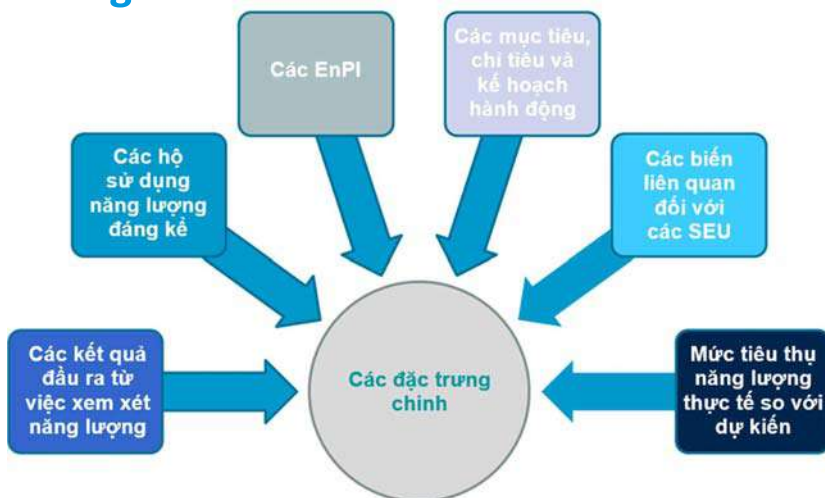 Các EnPI
Các mục tiêu,
chỉ tiêu và
kế hoạch
hành động
Các hộ
sử dụng
năng lượng
đáng kể
Các biến
liên quan
đối với
các SEU
Các kết quả
đầu ra từ
việc xem xét
năng lượng
Các đặc trưng
chinh
Mức tiêu thụ
năng lượng
thực tế so với
dự kiến